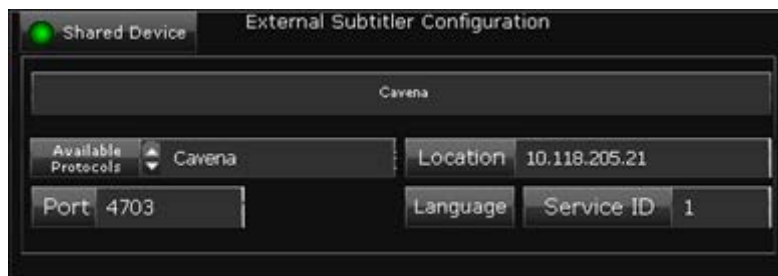 Shared Device
External Subtitler Configuration
Cavena
Available Protocols Cavena Location 10.118.205.21
Port 4703 Language Service ID 1